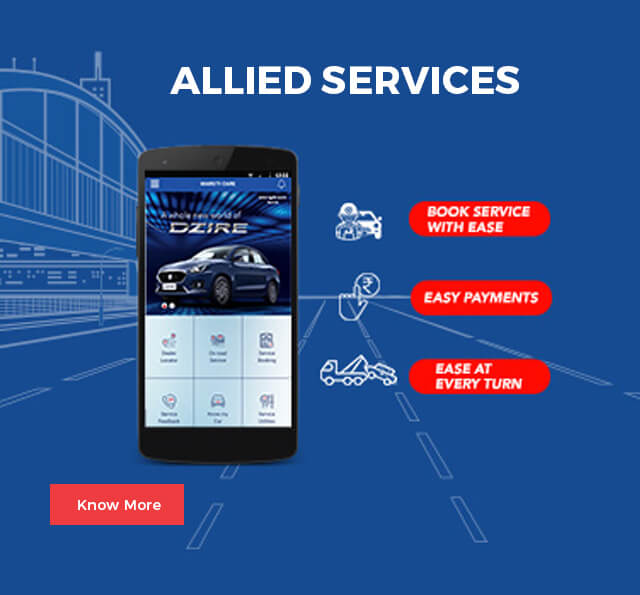 ALLIED SERVICES
MARUTI CARE
A whole new world of
DZIRE
BOOK SERVICE
WITH EASE
EASY PAYMENTS
EASE AT
EVERY TURN
Dealer
Locator
On-road
Service
Service
Booking
Service
Feedback
Know my
Car
Service
Utilities
Know More